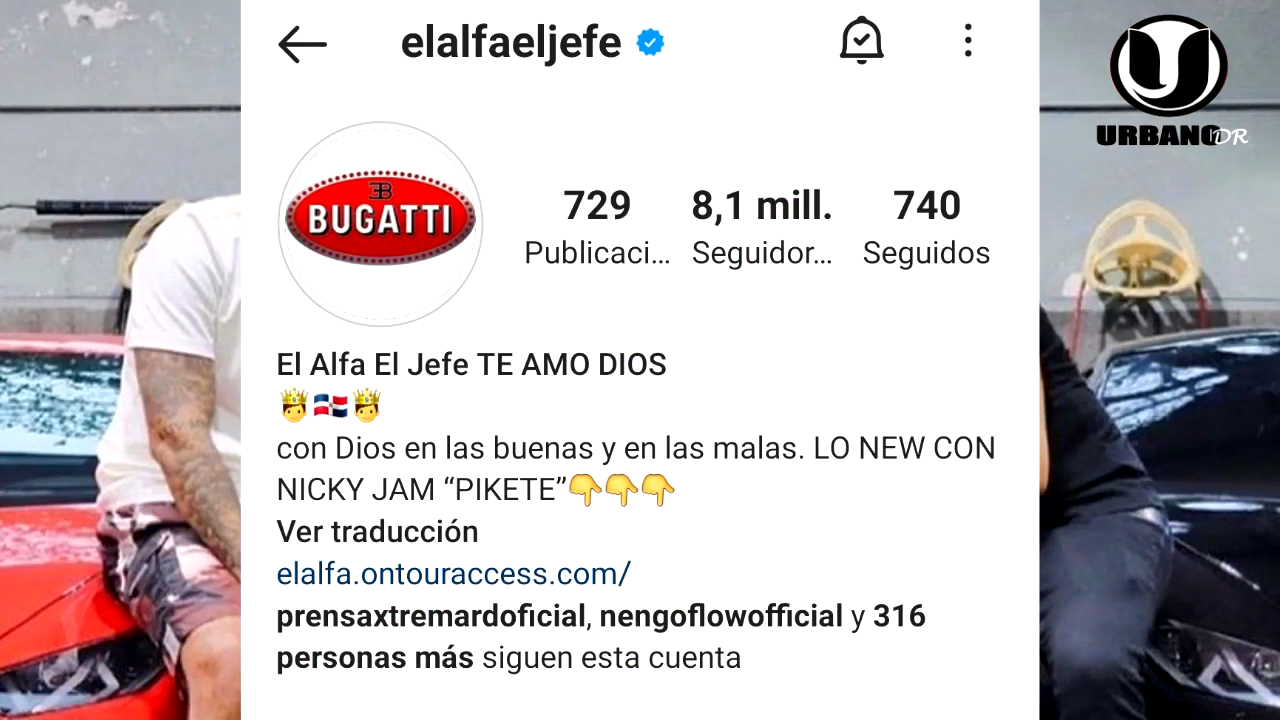 elalfaeljefe
URBANO DR
BUGATTI
729
8,1 mill.
740
Publicaci...
Seguidor...
Seguidos
El Alfa El Jefe TE AMO DIOS
🤴🇩🇴🤴
con Dios en las buenas y en las malas. LO NEW CON
NICKY JAM “PIKETE”👇👇👇
Ver traducción
elalfa.ontouraccess.com/
prensaxtremardoficial, nengoflowofficial y 316
personas más siguen esta cuenta